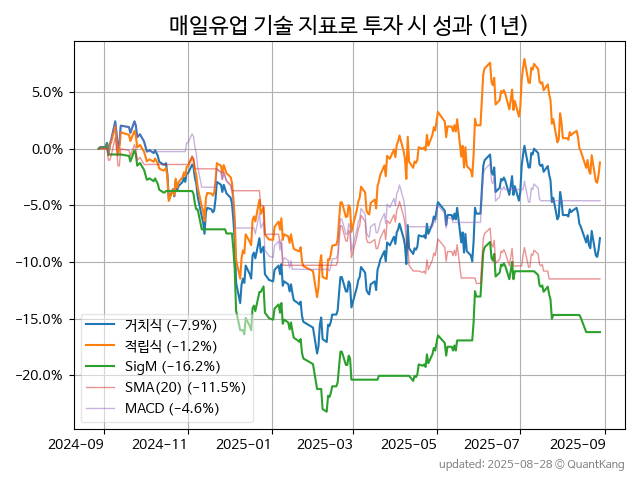 매일유업 기술 지표로 투자 시 성과 (1년)
5.0%
0.0%
−5.0%
−10.0%
−15.0%
−20.0%
거치식 (−7.9%)
적립식 (−1.2%)
SigM (−16.2%)
SMA(20) (−11.5%)
MACD (−4.6%)
2024-09 2024-11 2025-01 2025-03 2025-05 2025-07 2025-09
updated: 2025-08-28 © QuantKang